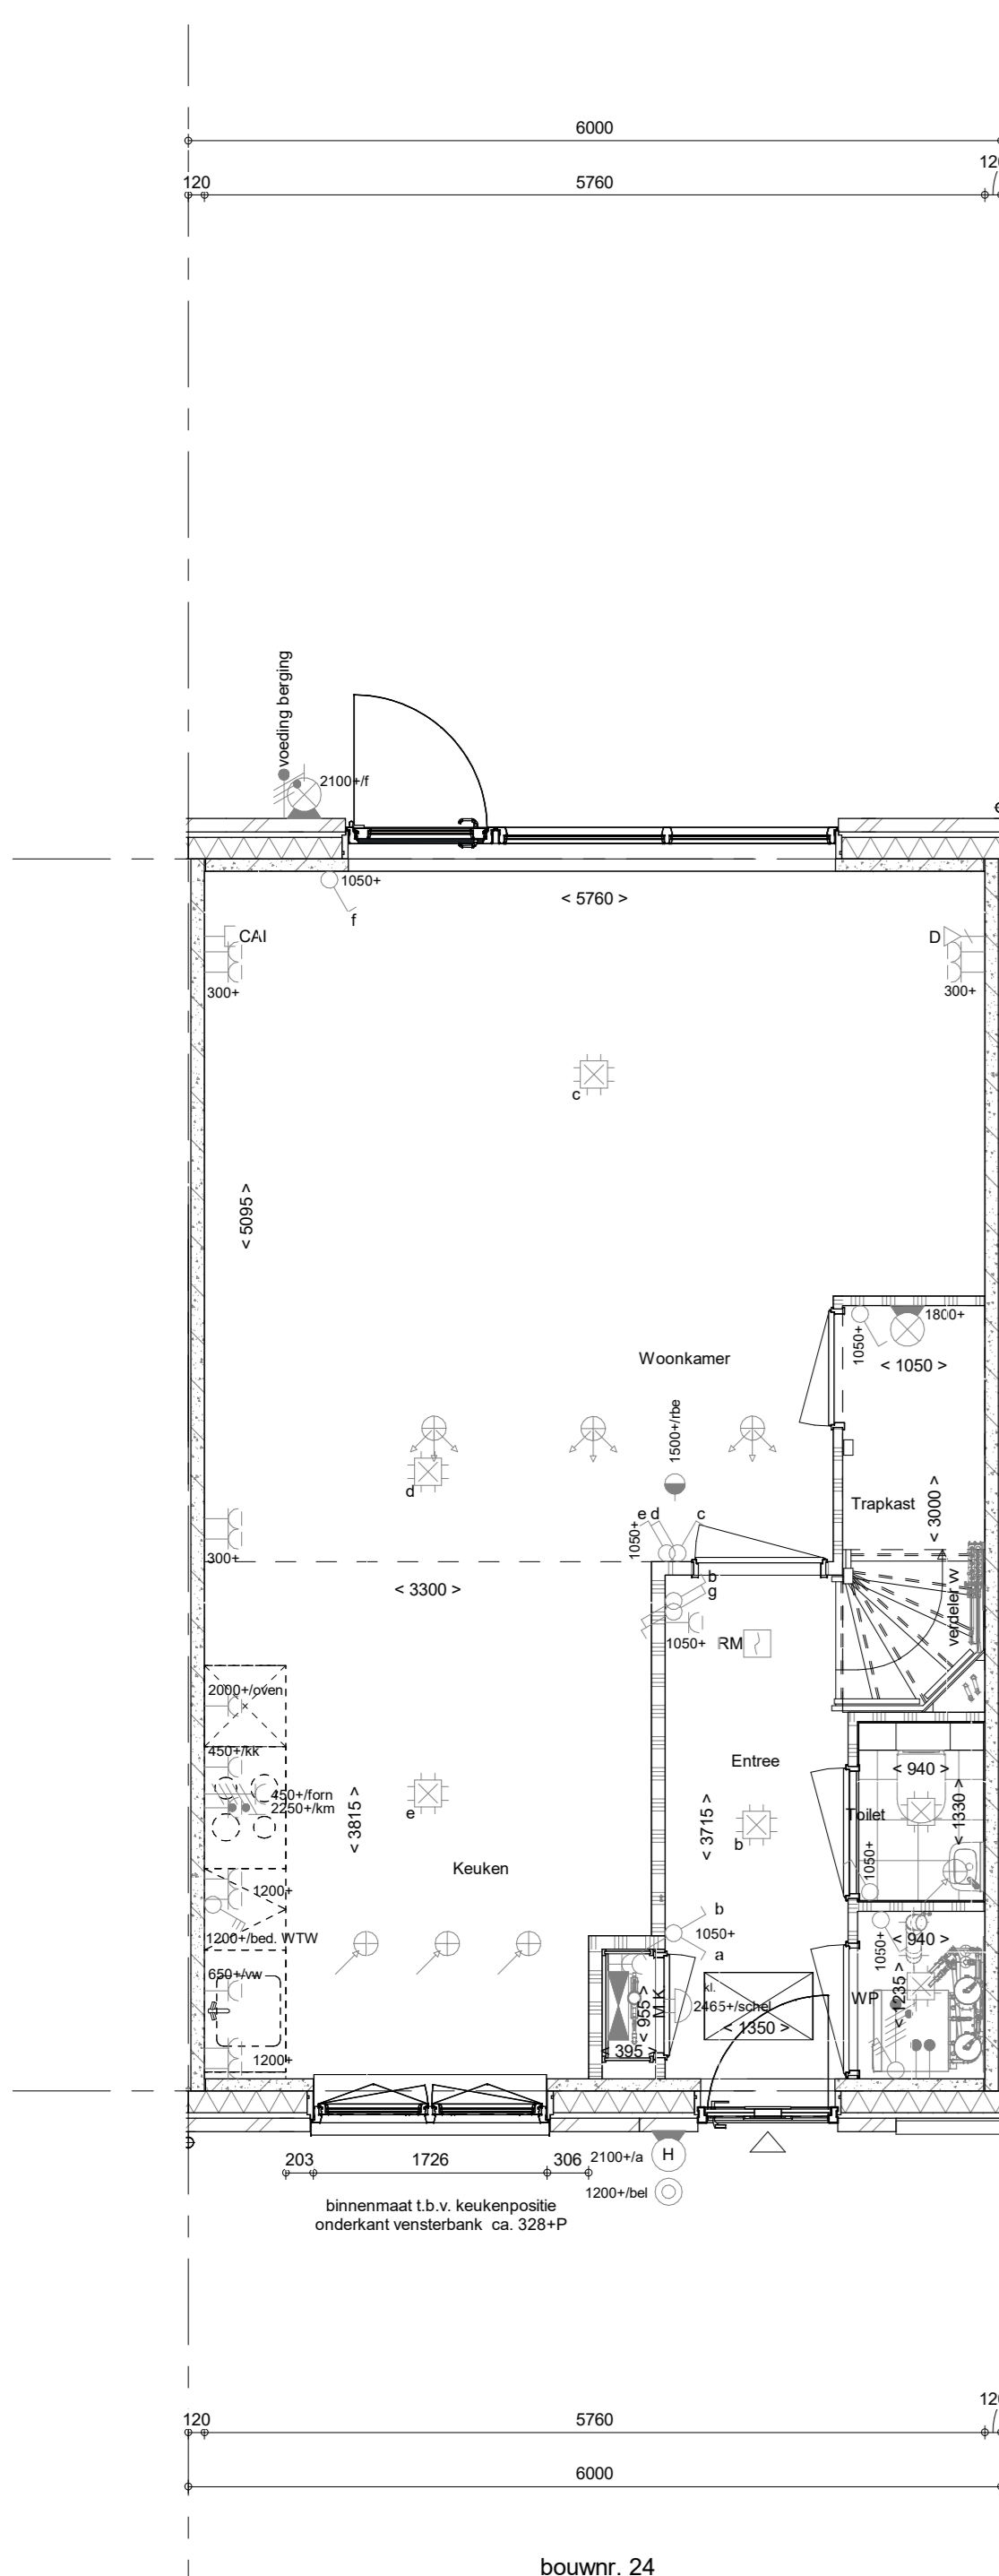 6000
120
5760
120
voeding berging
2100+/f
1050+
f
< 5760 >
CAI
300+
D
300+
c
< 5095 >
1050+
1800+
< 1050 >
Woonkamer
1500+/rbe
d
Trapkast
< 3000 >
e d
c
1050+
300+
< 3300 >
b
g
1050+
RM
verdeler W
2000+/oven
450+/kk
450+/forn
2250+/km
e
< 3815 >
Keuken
Entree
b
< 3715 >
< 940 >
Toilet
< 1330 >
1050+
1200+
1200+/bed. WTW
650+/vw
1200+
b
1050+
a
kl.
2465+/schel
< 1350 >
MK
< 955 >
< 395 >
1050+
< 940 >
WP
< 1235 >
203
1726
306
2100+/a
H
1200+/bel
binnenmaat t.b.v. keukenpositie
onderkant vensterbank ca. 328+P
120
5760
6000
bouwnr. 24